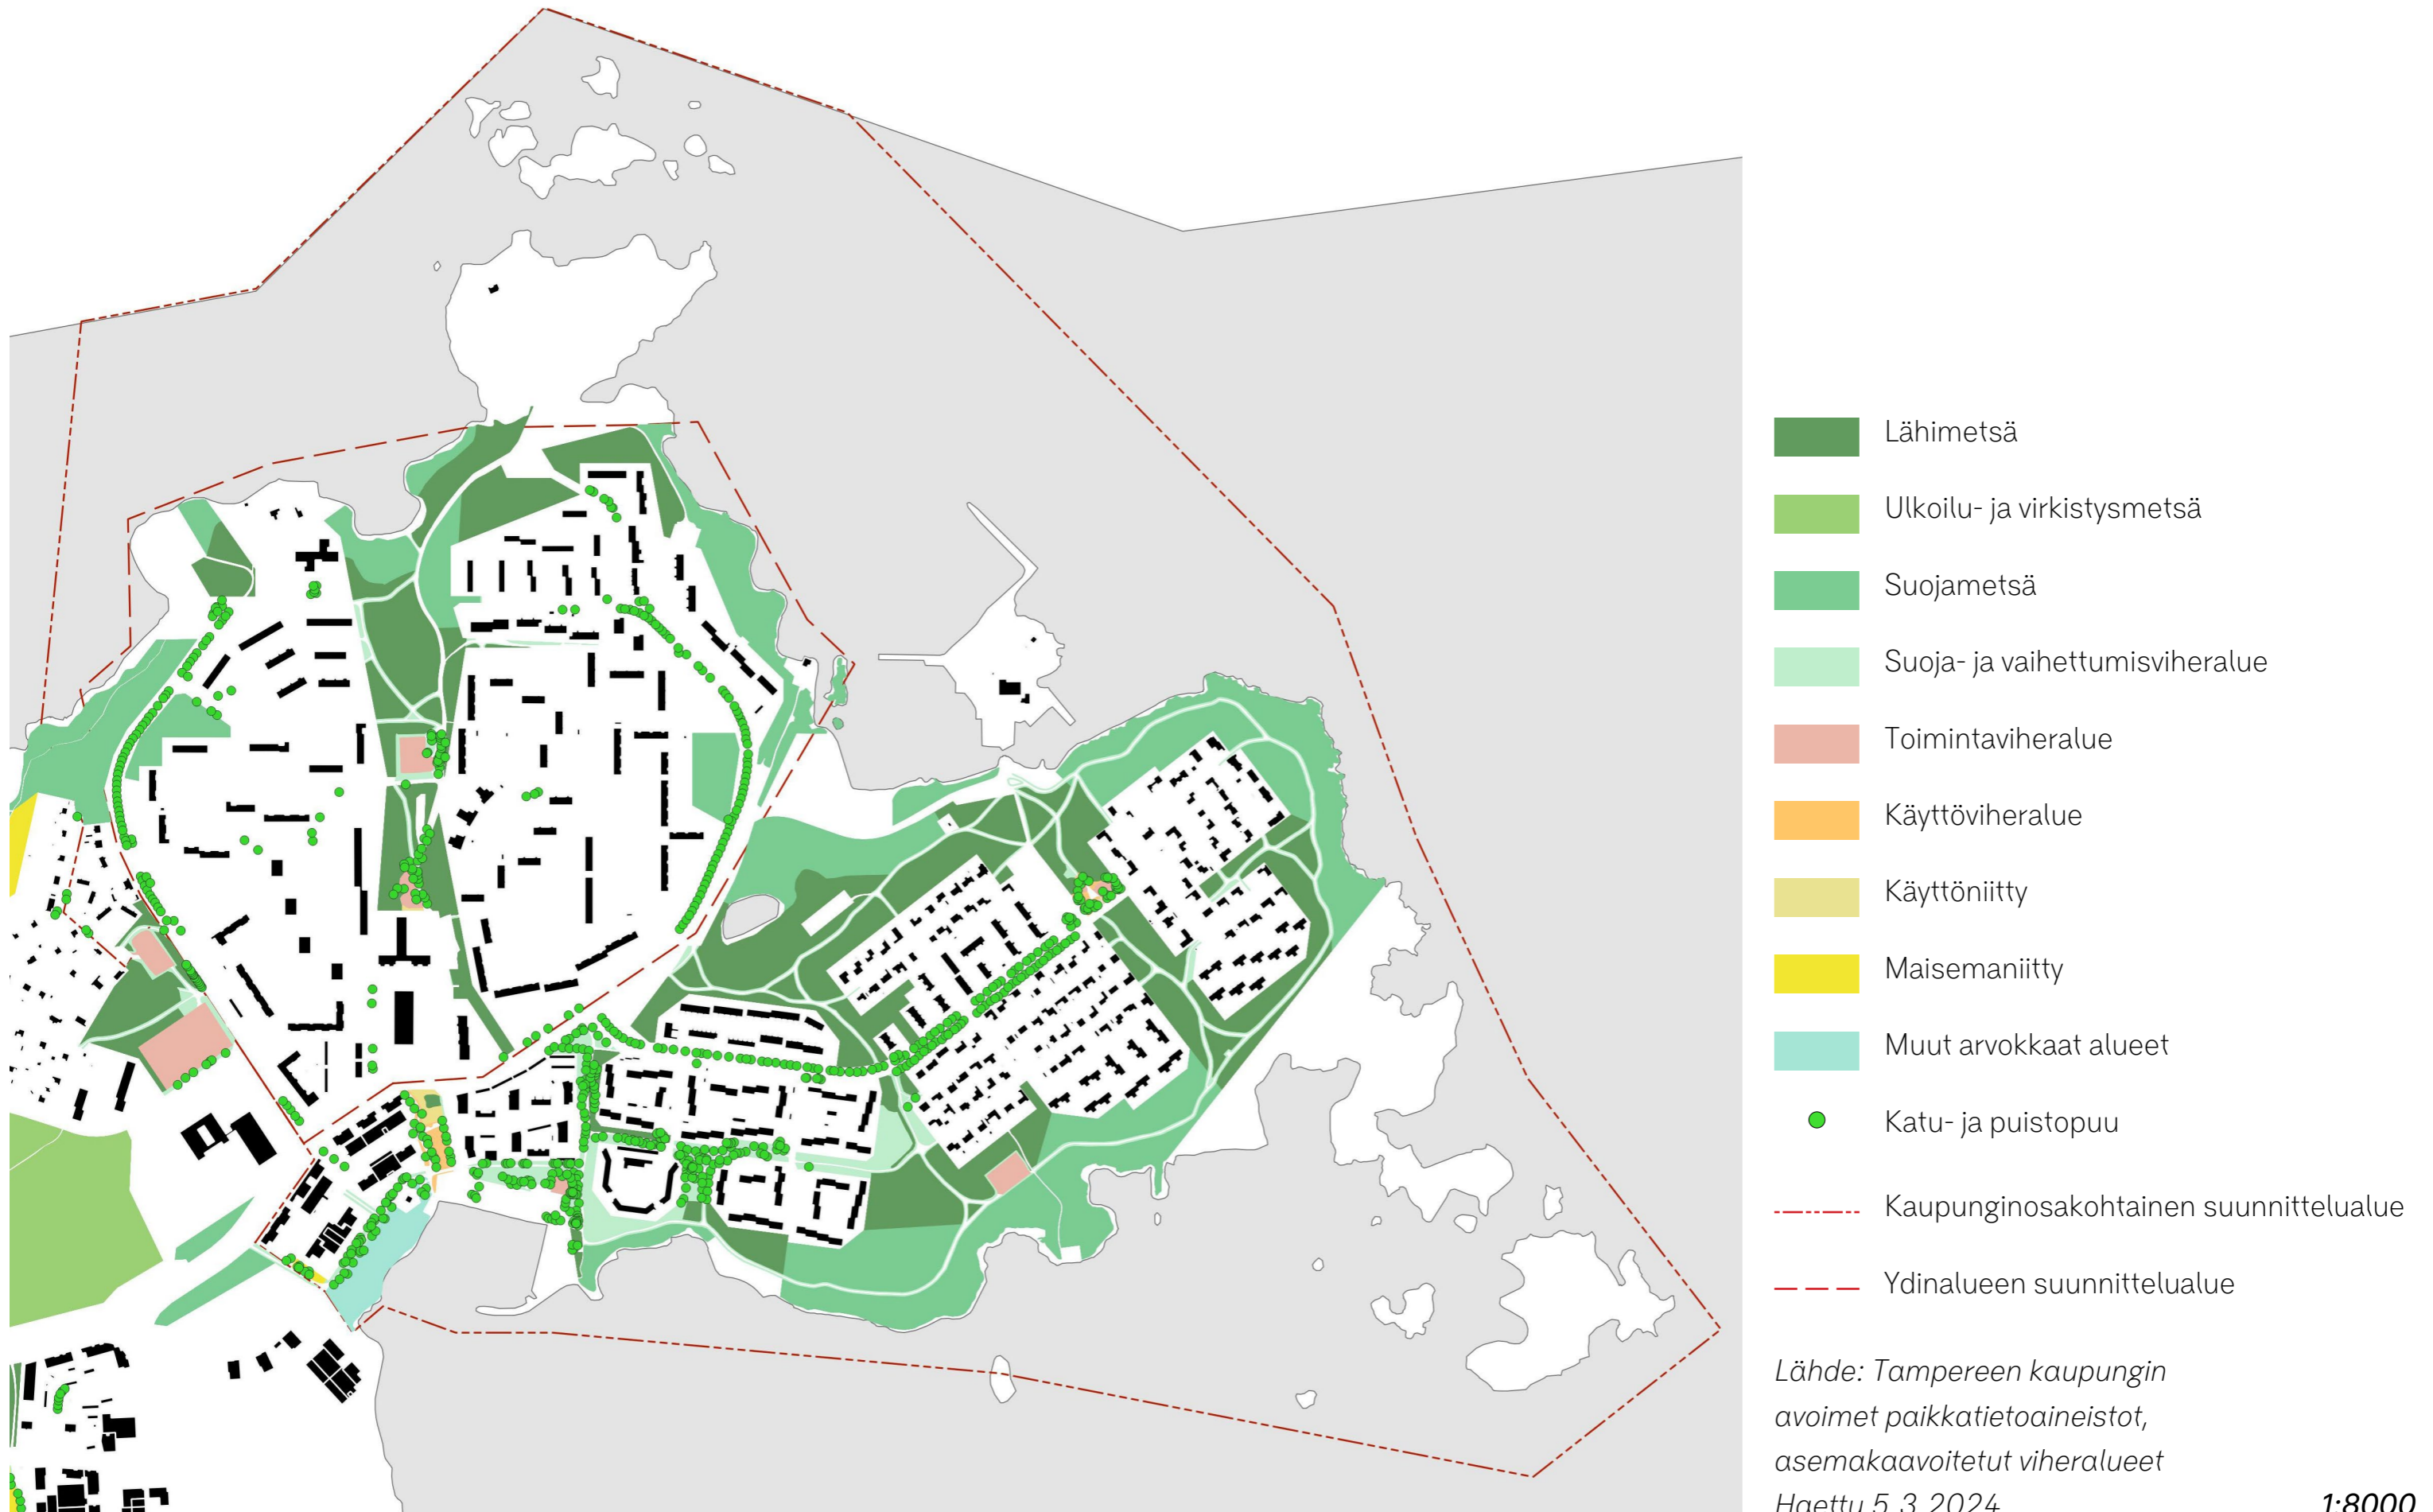 Lähimetsä
Ulkoilu- ja virkistysmetsä
Suojametsä
Suoja- ja vaihettumisviheralue
Toimintaviheralue
Käyttöviheralue
Käyttöniitty
Maisemaniitty
Muut arvokkaat alueet
Katu- ja puistopuu
Kaupunginosakohtainen suunnittelualue
Ydinalueen suunnittelualue
Lähde: Tampereen kaupungin
avoimet paikkatietoaineistot,
asemakaavoitetut viheralueet
Haettu 5.3.2024
1:8000